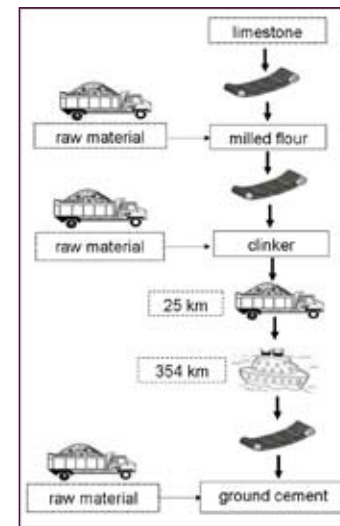 limestone
raw material
milled flour
raw material
clinker
25 km
354 km
raw material
ground cement